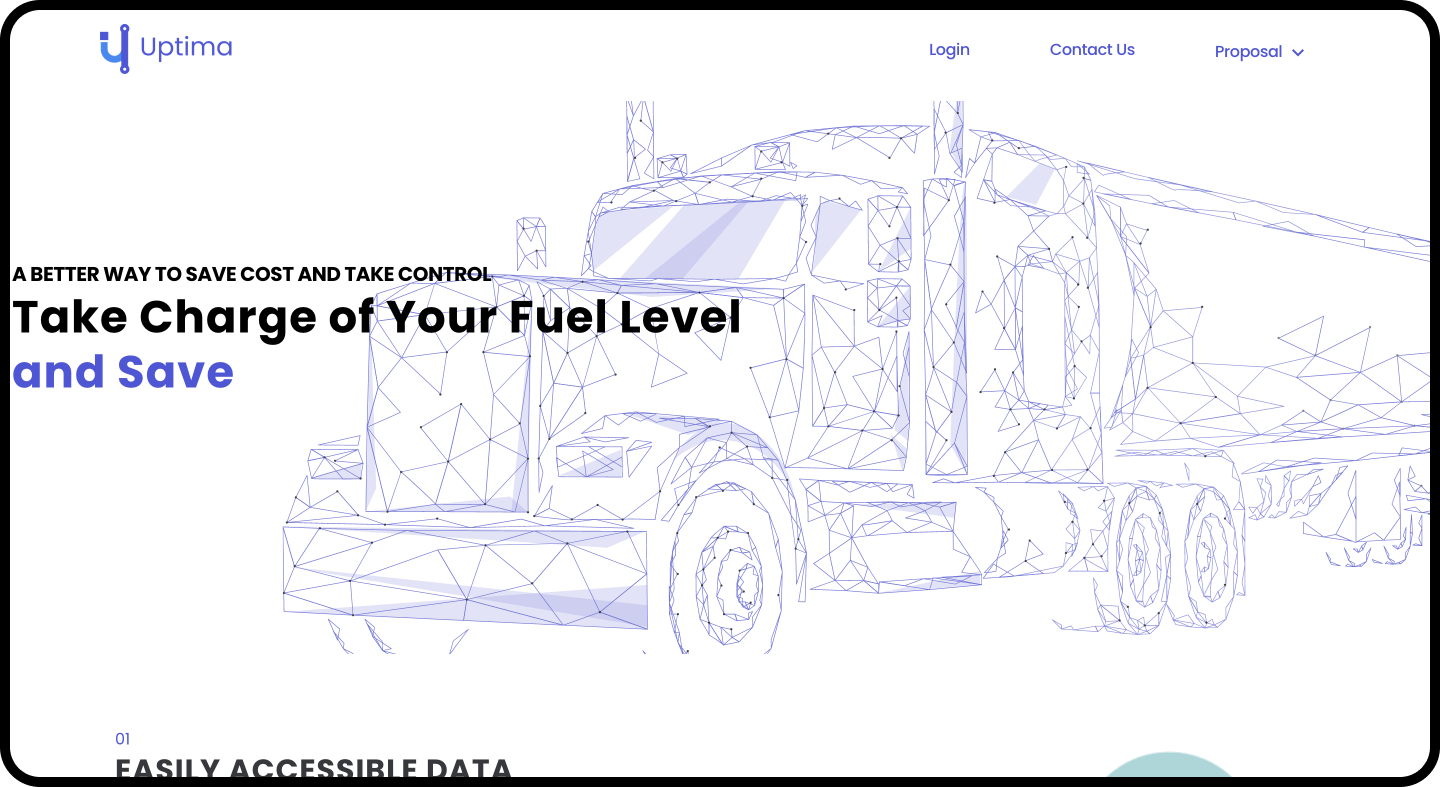 Uptima
Login
Contact Us
Proposal
A BETTER WAY TO SAVE COST AND TAKE CONTROL
Take Charge of Your Fuel Level
and Save
01
EASILY ACCESSIBLE DATA